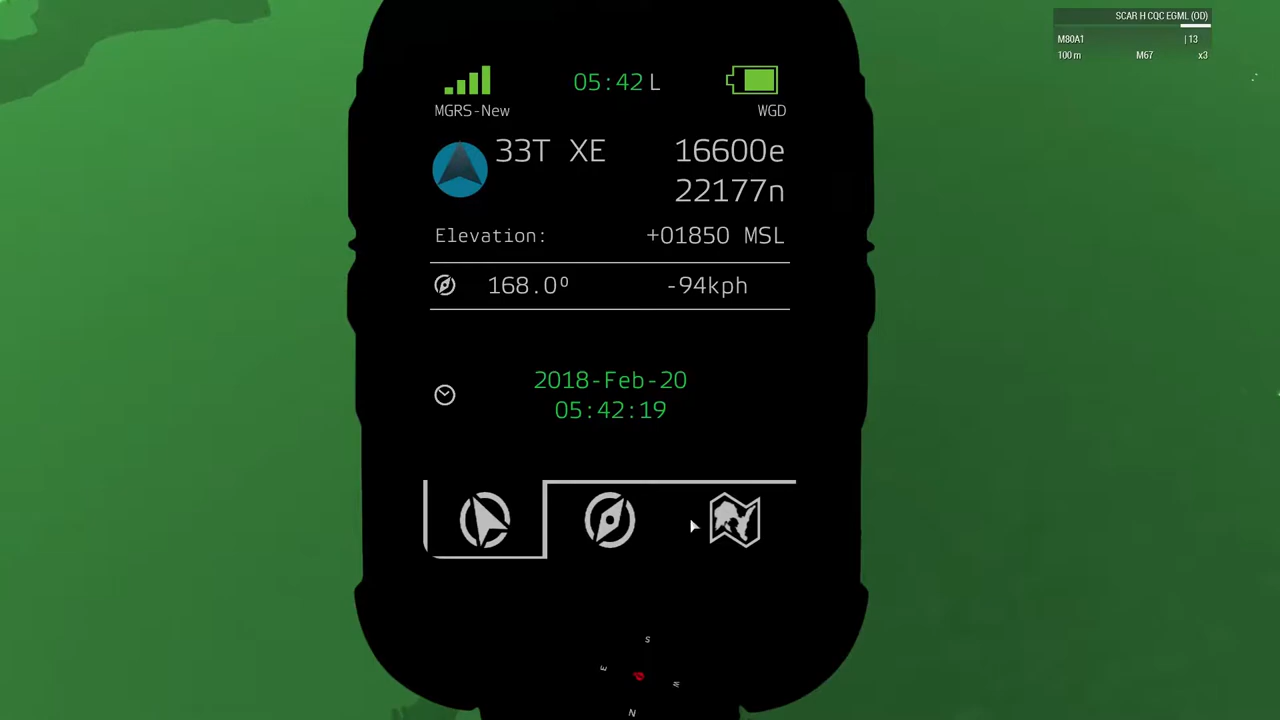 SCAR H CQC EGML (OD)
M80A1 | 13
100 m M67 x3
05:42 L
MGRS-New WGD
33T XE 16600e
22177n
Elevation: +01850 MSL
168.0º -94kph
2018-Feb-20
05:42:19
S
E W
N